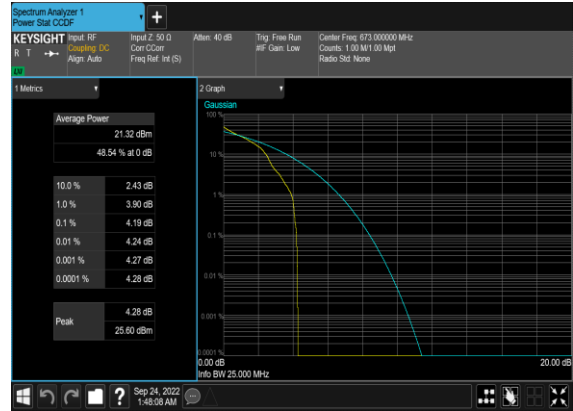 Spectrum Analyzer 1
Power Stat CCDF
+
KEYSIGHT
R T
LXI
Input: RF
Coupling: DC
Align: Auto
Input Z: 50 Ω
Corr CCorr
Freq Ref: Int (S)
Atten: 40 dB
Trig: Free Run
#IF Gain: Low
Center Freq: 673.000000 MHz
Counts: 1.00 M/1.00 Mpt
Radio Std: None
1 Metrics
Average Power
21.32 dBm
48.54 % at 0 dB
10.0 % 2.43 dB
1.0 % 3.90 dB
0.1 % 4.19 dB
0.01 % 4.24 dB
0.001 % 4.27 dB
0.0001 % 4.28 dB
Peak
4.28 dB
25.60 dBm
2 Graph
Gaussian
100 %
10 %
1 %
0.1 %
0.01 %
0.001 %
0.0001 %
0.00 dB 20.00 dB
Info BW 25.000 MHz
?
Sep 24, 2022
1:48:08 AM